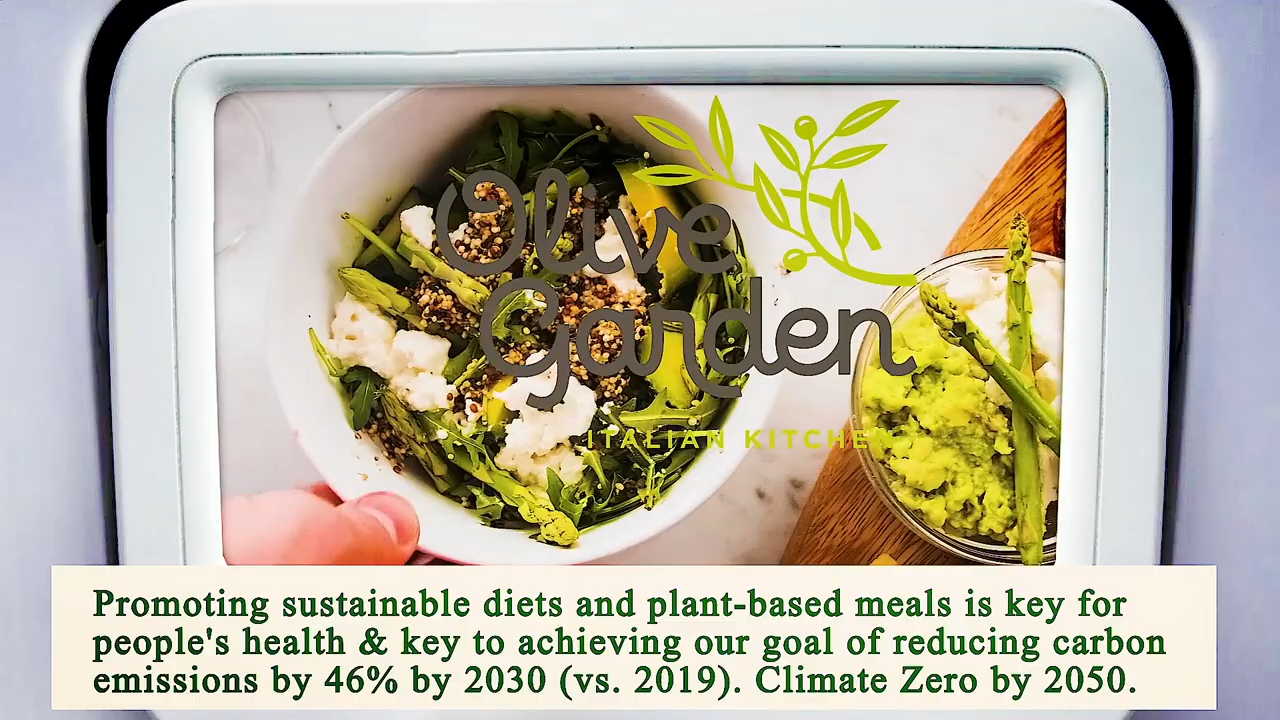 Olive
Garden
ITALIAN KITCHEN
Promoting sustainable diets and plant-based meals is key for
people's health & key to achieving our goal of reducing carbon
emissions by 46% by 2030 (vs. 2019). Climate Zero by 2050.